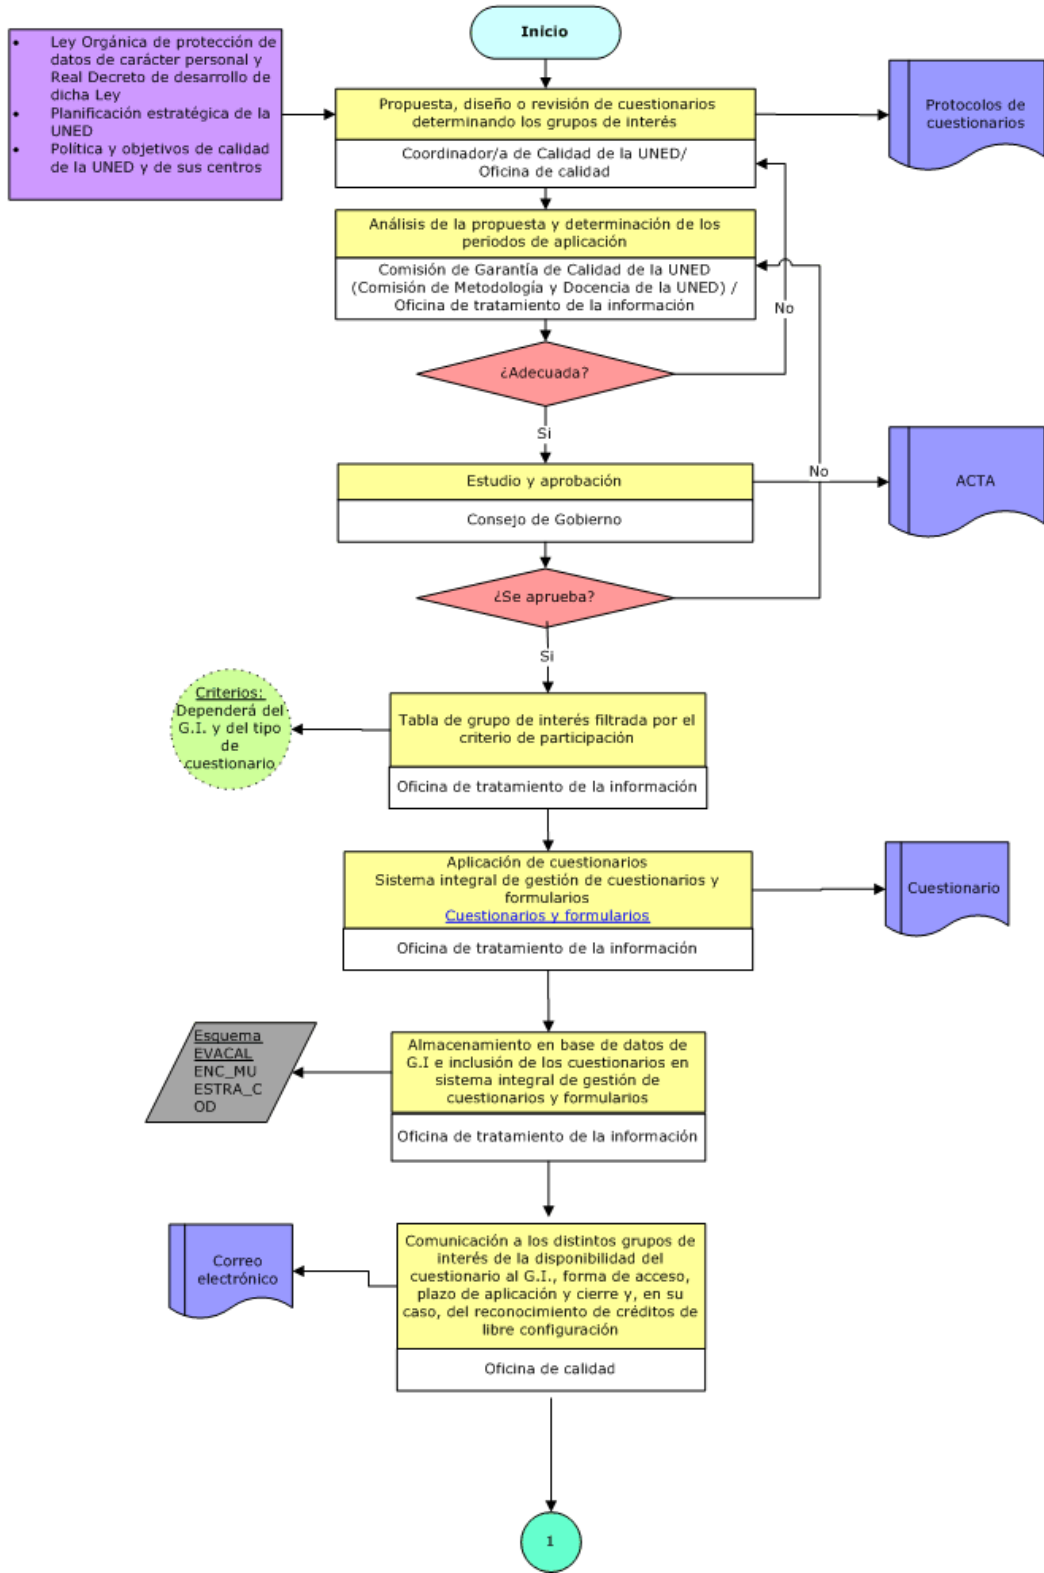 Inicio
• Ley Orgánica de protección de
datos de carácter personal y
Real Decreto de desarrollo de
dicha Ley
• Planificación estratégica de la
UNED
• Política y objetivos de calidad
de la UNED y de sus centros
Propuesta, diseño o revisión de cuestionarios
determinando los grupos de interés
Coordinador/a de Calidad de la UNED/
Oficina de calidad
Protocolos de
cuestionarios
Análisis de la propuesta y determinación de los
periodos de aplicación
Comisión de Garantía de Calidad de la UNED
(Comisión de Metodología y Docencia de la UNED) /
Oficina de tratamiento de la información
No
¿Adecuada?
Si
Estudio y aprobación
Consejo de Gobierno
No
ACTA
¿Se aprueba?
Si
Criterios:
Dependerá del
G.I. y del tipo
de
cuestionario
Tabla de grupo de interés filtrada por el
criterio de participación
Oficina de tratamiento de la información
Aplicación de cuestionarios
Sistema integral de gestión de cuestionarios y
formularios
Cuestionarios y formularios
Oficina de tratamiento de la información
Cuestionario
Esquema
EVACAL
ENC_MU
ESTRA_C
OD
Almacenamiento en base de datos de
G.I e inclusión de los cuestionarios en
sistema integral de gestión de
cuestionarios y formularios
Oficina de tratamiento de la información
Correo
electrónico
Comunicación a los distintos grupos de
interés de la disponibilidad del
cuestionario al G.I., forma de acceso,
plazo de aplicación y cierre y, en su
caso, del reconocimiento de créditos de
libre configuración
Oficina de calidad
1